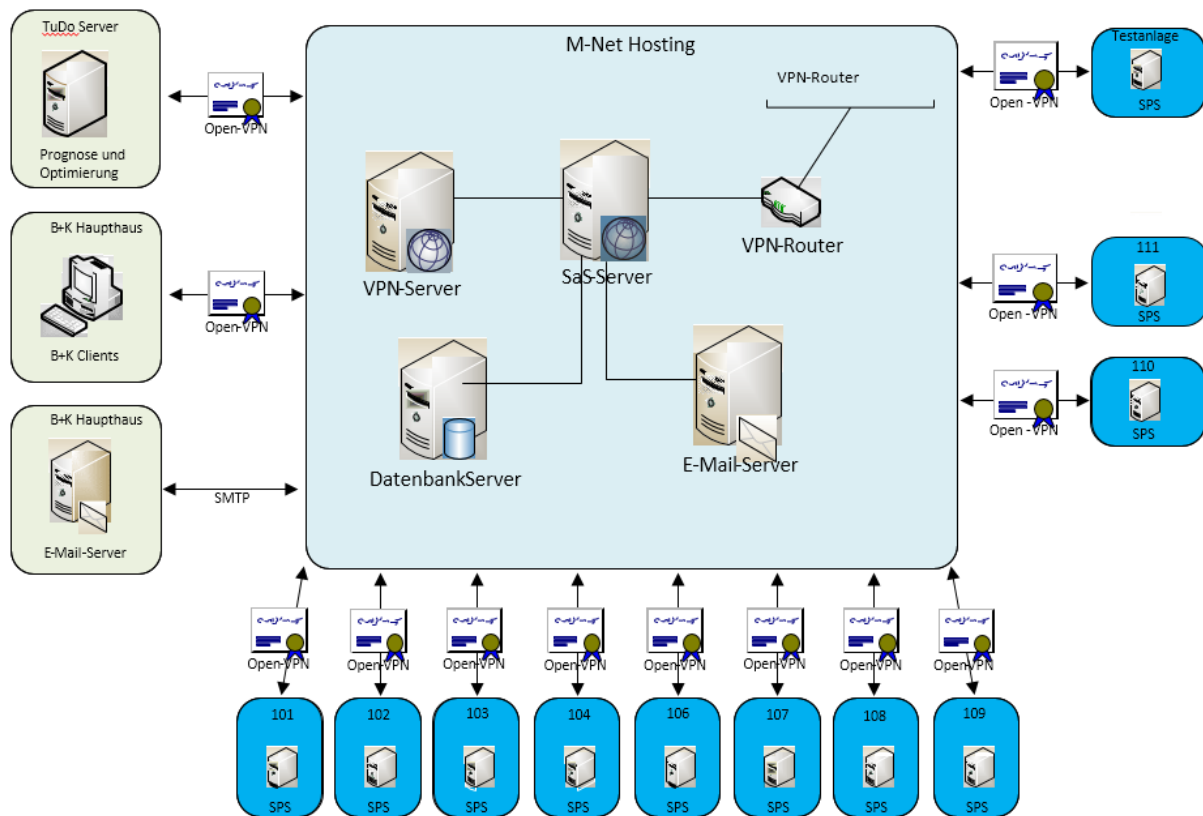 TuDo Server
Prognose und
Optimierung
Open-VPN
B+K Haupthaus
B+K Clients
Open-VPN
B+K Haupthaus
E-Mail-Server
SMTP
M-Net Hosting
VPN-Router
VPN-Server
SaS-Server
VPN-Router
DatenbankServer
E-Mail-Server
Open -VPN
Testanlage
SPS
Open -VPN
111
SPS
Open -VPN
110
SPS
Open-VPN
Open-VPN
Open-VPN
Open-VPN
Open-VPN
Open-VPN
Open-VPN
Open-VPN
101
SPS
102
SPS
103
SPS
104
SPS
106
SPS
107
SPS
108
SPS
109
SPS